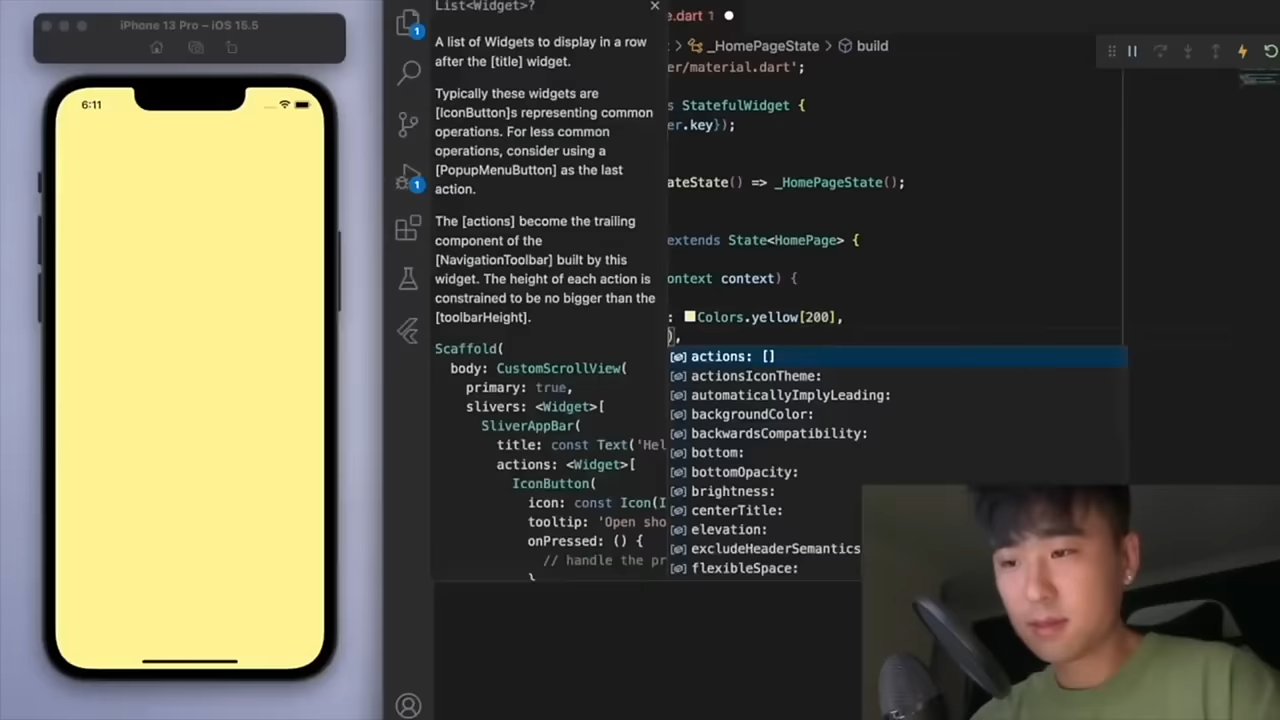 iPhone 13 Pro – iOS 15.5
6:11
1
1
List<Widget>?
A list of Widgets to display in a row
after the [title] widget.
Typically these widgets are
[IconButton]s representing common
operations. For less common
operations, consider using a
[PopupMenuButton] as the last
action.
The [actions] become the trailing
component of the
[NavigationToolbar] built by this
widget. The height of each action is
constrained to be no bigger than the
[toolbarHeight].
Scaffold(
body: CustomScrollView(
primary: true,
slivers: <Widget>[
SliverAppBar(
title: const Text('Hel
actions: <Widget>[
IconButton(
icon: const Icon(I
tooltip: 'Open sho
onPressed: () {
// handle the pr
}
e.dart 1
> _HomePageState > build
er/material.dart';
s StatefulWidget {
er.key});
ateState() => _HomePageState();
extends State<HomePage> {
ontext context) {
: Colors.yellow[200],
),
actions: []
actionsIconTheme:
automaticallyImplyLeading:
backgroundColor:
backwardsCompatibility:
bottom:
bottomOpacity:
brightness:
centerTitle:
elevation:
excludeHeaderSemantics
flexibleSpace: